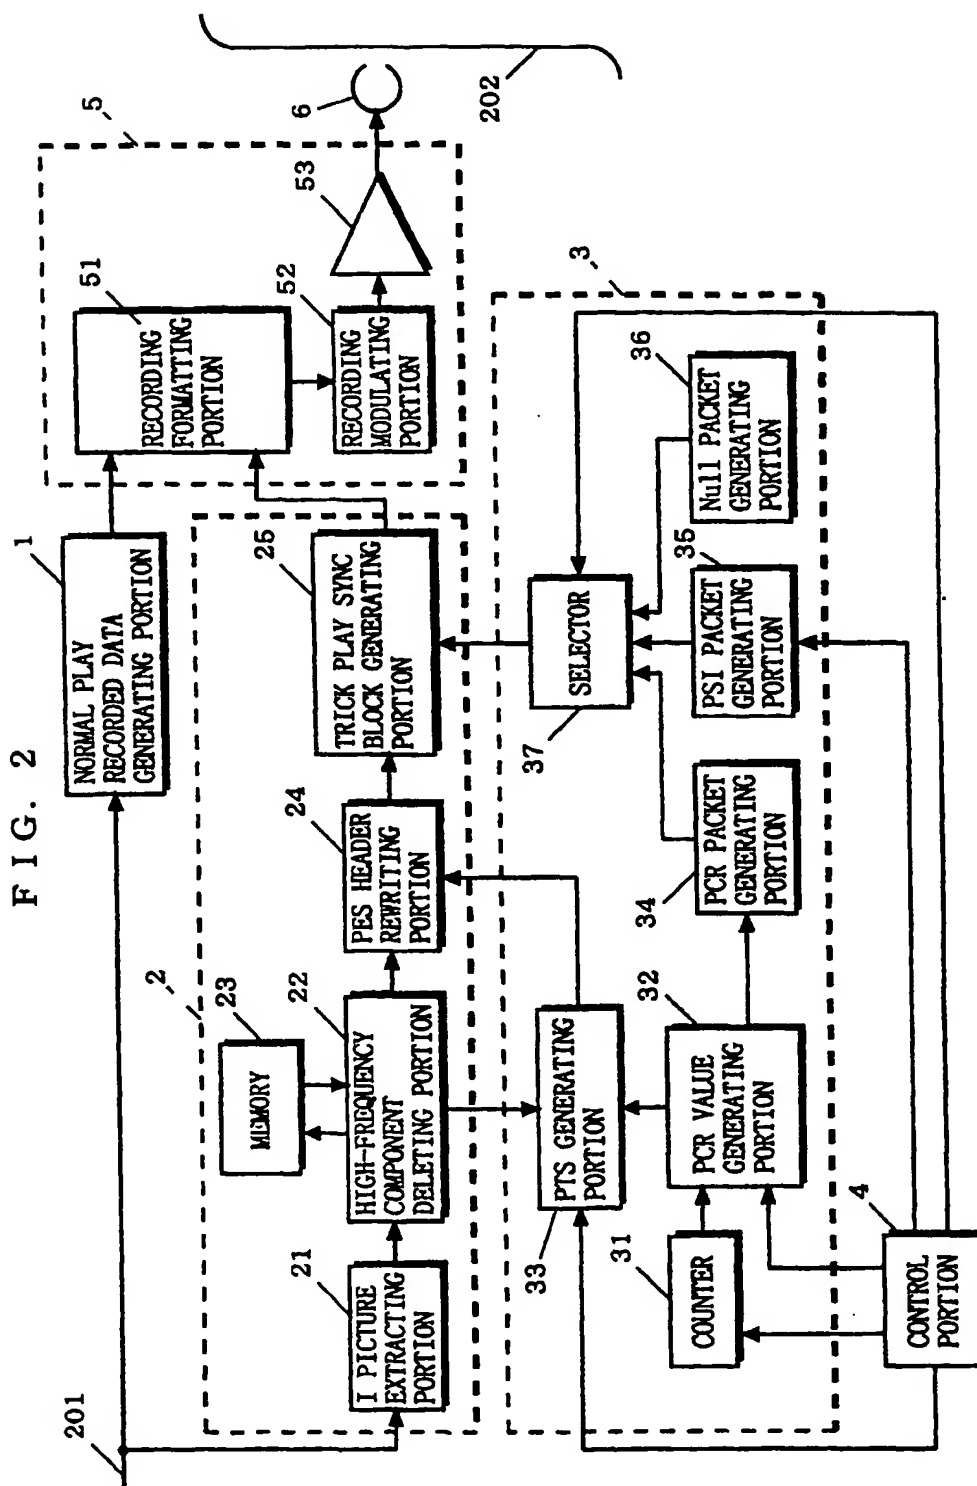 FIG. 2
201
NORMAL PLAY
RECORDED DATA
GENERATING PORTION
1
2
21
I PICTURE
EXTRACTING
PORTION
MEMORY
23
HIGH-FREQUENCY
COMPONENT
DELETING PORTION
22
PES HEADER
REWRITING
PORTION
24
TRICK PLAY SYNC
BLOCK GENERATING
PORTION
25
5
RECORDING
FORMATTING
PORTION
51
RECORDING
MODULATING
PORTION
52
53
6
202
3
COUNTER
31
PCR VALUE
GENERATING
PORTION
32
PTS GENERATING
PORTION
33
PCR PACKET
GENERATING
PORTION
34
PSI PACKET
GENERATING
PORTION
35
Null PACKET
GENERATING
PORTION
36
SELECTOR
37
CONTROL
PORTION
4